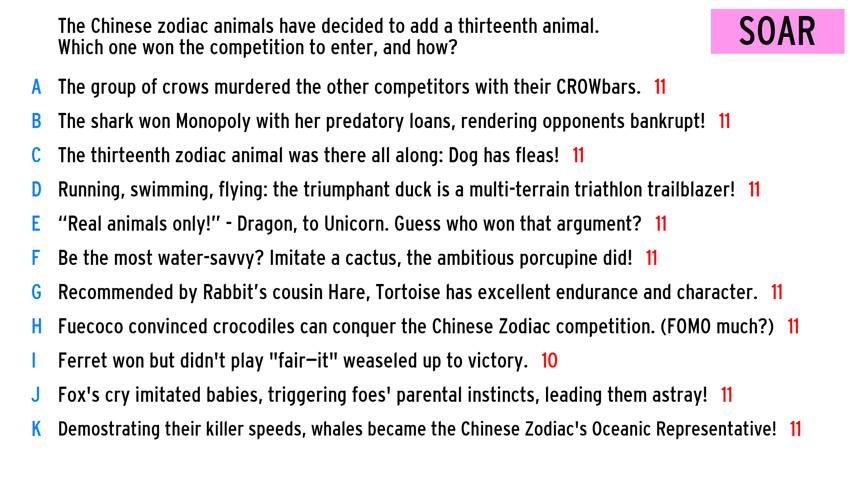 The Chinese zodiac animals have decided to add a thirteenth animal.
Which one won the competition to enter, and how?
SOAR
A The group of crows murdered the other competitors with their CROWbars. 11
B The shark won Monopoly with her predatory loans, rendering opponents bankrupt! 11
C The thirteenth zodiac animal was there all along: Dog has fleas! 11
D Running, swimming, flying: the triumphant duck is a multi-terrain triathlon trailblazer! 11
E “Real animals only!” - Dragon, to Unicorn. Guess who won that argument? 11
F Be the most water-savvy? Imitate a cactus, the ambitious porcupine did! 11
G Recommended by Rabbit’s cousin Hare, Tortoise has excellent endurance and character. 11
H Fuecoco convinced crocodiles can conquer the Chinese Zodiac competition. (FOMO much?) 11
I Ferret won but didn't play "fair—it" weaseled up to victory. 10
J Fox's cry imitated babies, triggering foes' parental instincts, leading them astray! 11
K Demostrating their killer speeds, whales became the Chinese Zodiac's Oceanic Representative! 11